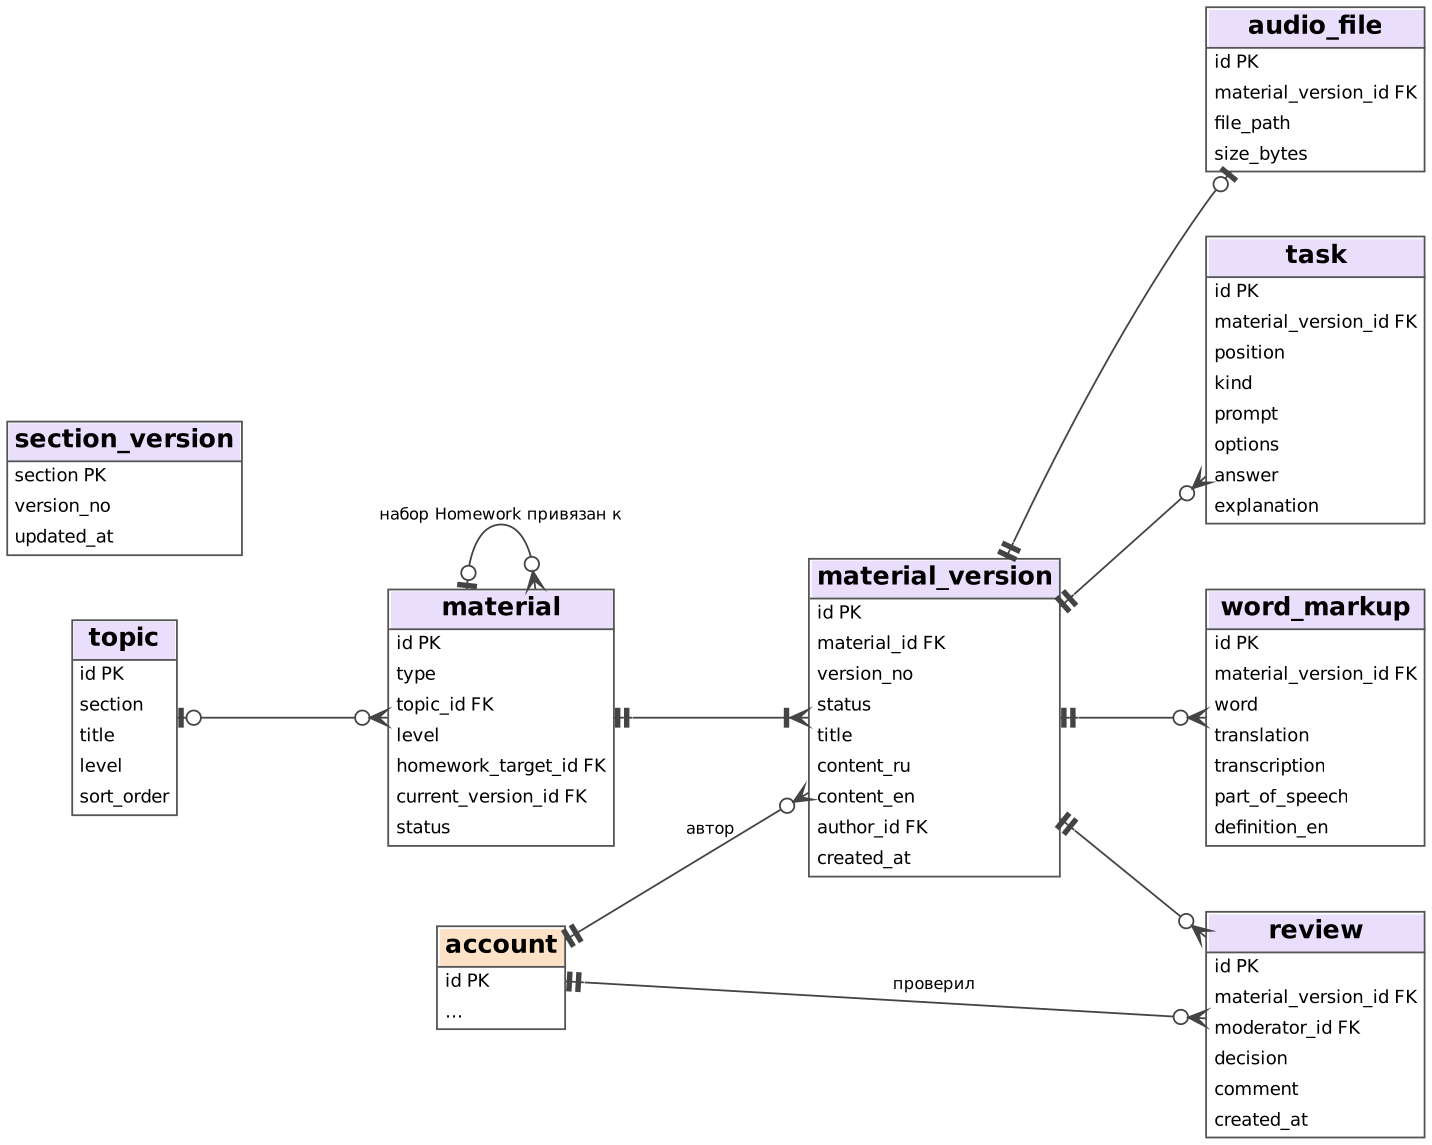 audio_file
id PK
material_version_id FK
file_path
size_bytes
task
id PK
material_version_id FK
position
kind
prompt
options
answer
explanation
section_version
section PK
version_no
updated_at
набор Homework привязан к
topic
id PK
section
title
level
sort_order
material
id PK
type
topic_id FK
level
homework_target_id FK
current_version_id FK
status
material_version
id PK
material_id FK
version_no
status
title
content_ru
content_en
author_id FK
created_at
word_markup
id PK
material_version_id FK
word
translation
transcription
part_of_speech
definition_en
автор
account
id PK
...
проверил
review
id PK
material_version_id FK
moderator_id FK
decision
comment
created_at